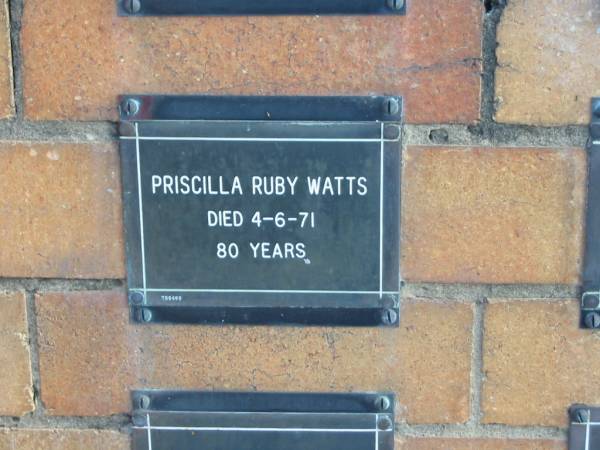 PRISCILLA RUBY WATTS
DIED 4-6-71
80 YEARS